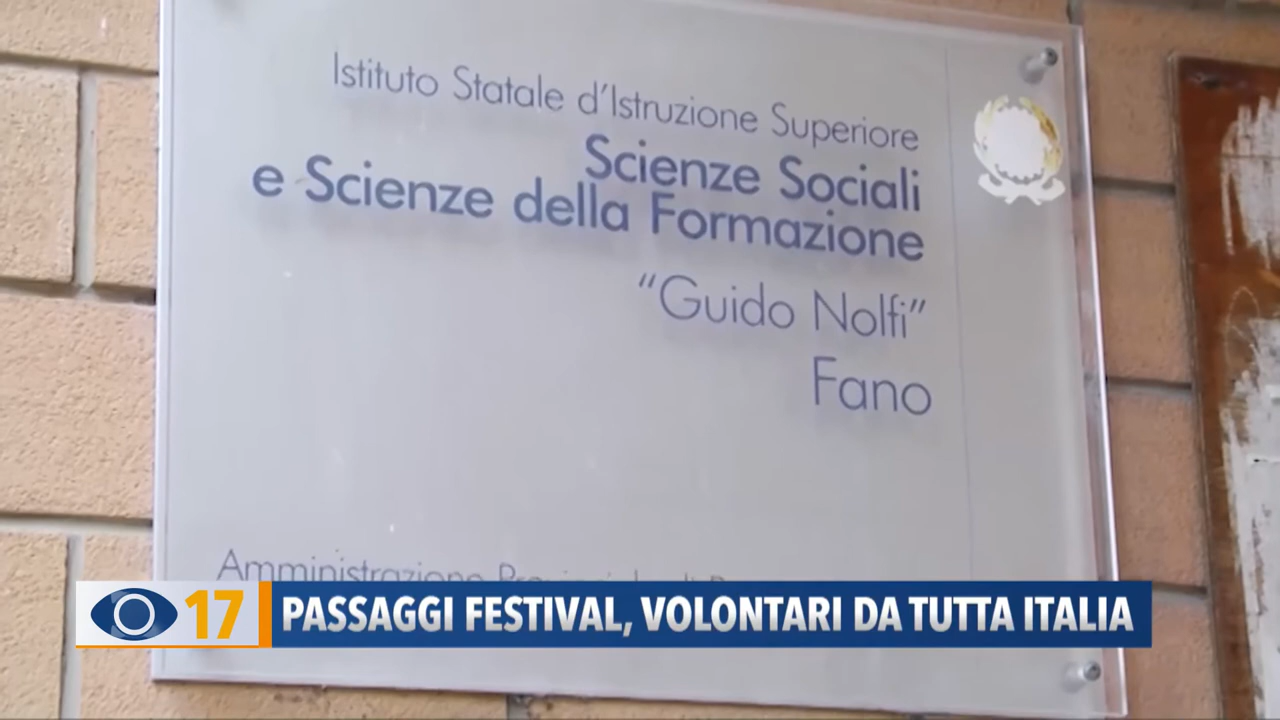 Istituto Statale d'Istruzione Superiore
Scienze Sociali
e Scienze della Formazione
"Guido Nolfi"
Fano
Amministrazione
17
PASSAGGI FESTIVAL, VOLONTARI DA TUTTA ITALIA